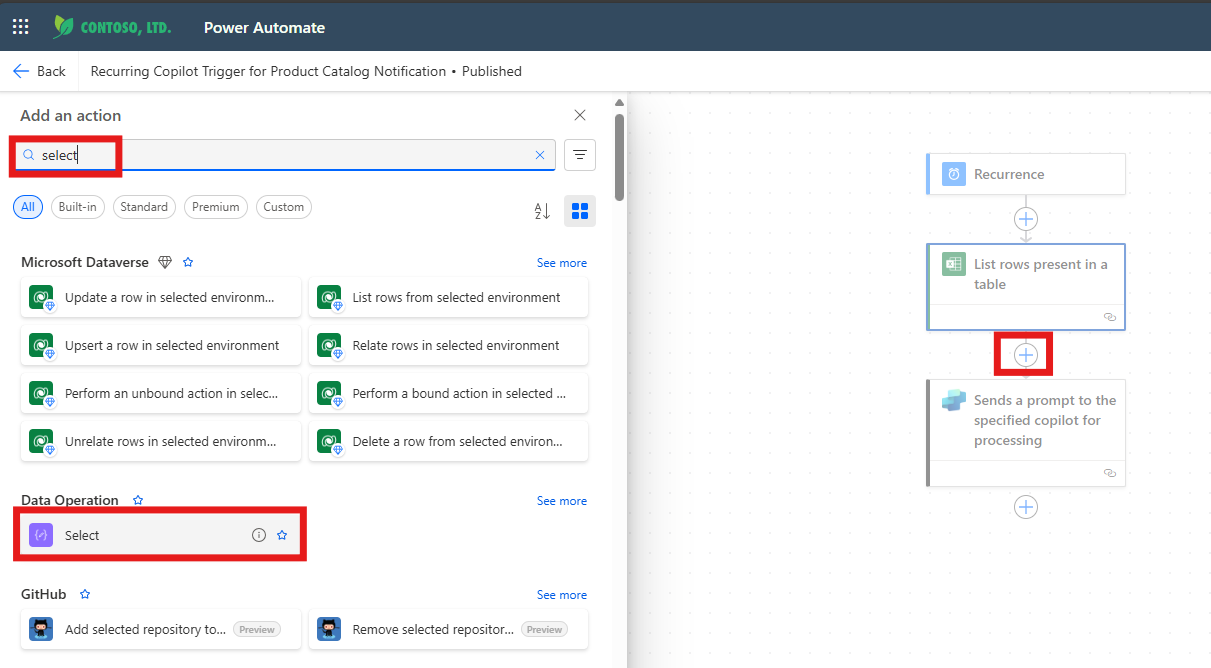 CONTOSO, LTD. Power Automate
Back Recurring Copilot Trigger for Product Catalog Notification • Published
Add an action
select
All Built-in Standard Premium Custom
Microsoft Dataverse See more
Update a row in selected environm... List rows from selected environment
Upsert a row in selected environment Relate rows in selected environment
Perform an unbound action in selec... Perform a bound action in selected ...
Unrelate rows in selected environm... Delete a row from selected environ...
Data Operation See more
Select
GitHub See more
Add selected repository to... Preview Remove selected repositor... Preview
Recurrence
List rows present in a
table
Sends a prompt to the
specified copilot for
processing